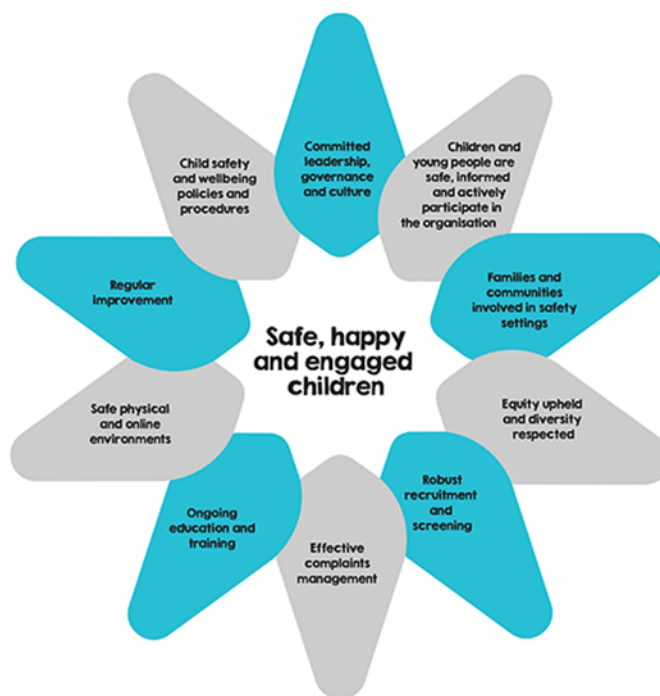 Committed
leadership,
governance
and culture
Children and
young people are
safe, informed
and actively
participate in
the organisation
Families and
communities
involved in safety
settings
Equity upheld
and diversity
respected
Robust
recruitment
and
screening
Effective
complaints
management
Ongoing
education and
training
Safe physical
and online
environments
Regular
improvement
Child safety
and wellbeing
policies and
procedures
Safe, happy
and engaged
children